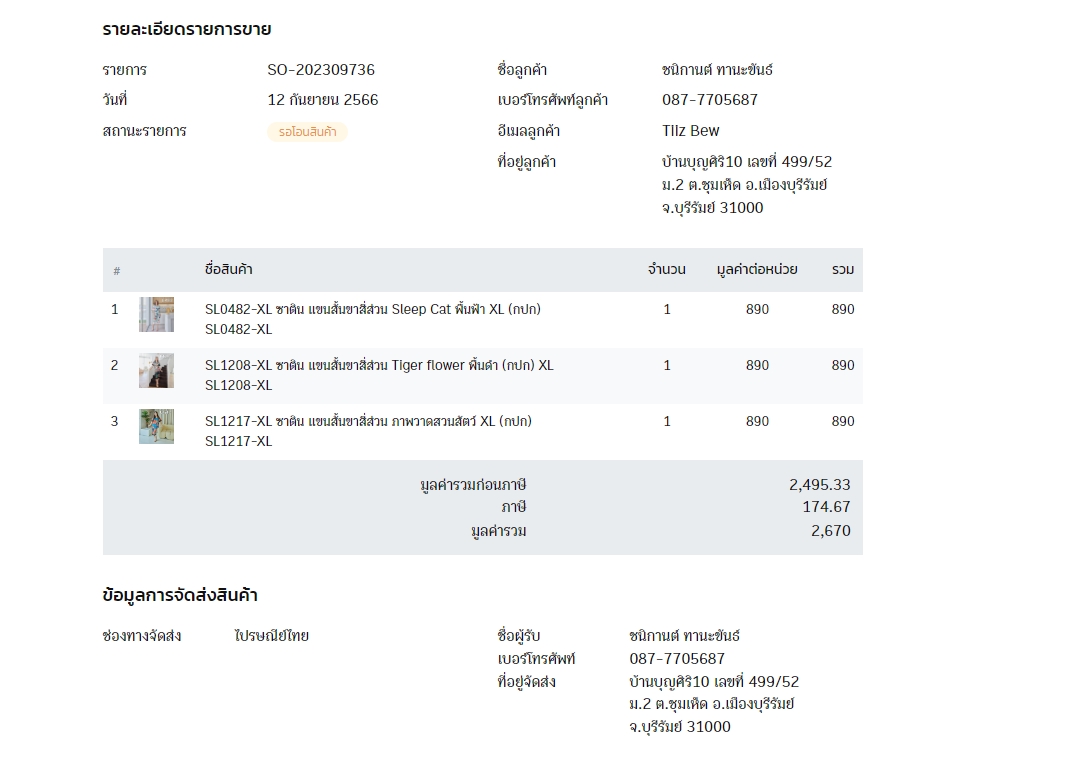 รายละเอียดรายการขาย
รายการ SO-202309736 ชื่อลูกค้า ชนิกานต์ ทานะขันธ์
วันที่ 12 กันยายน 2566 เบอร์โทรศัพท์ลูกค้า 087-7705687
สถานะรายการ รอโอนสินค้า อีเมลลูกค้า TIIz Bew
ที่อยู่ลูกค้า บ้านบุญศิริ10 เลขที่ 499/52
ม.2 ต.ชุมเห็ด อ.เมืองบุรีรัมย์
จ.บุรีรัมย์ 31000
# ชื่อสินค้า จำนวน มูลค่าต่อหน่วย รวม
1 SL0482-XL ซาติน แขนสั้นขาสี่ส่วน Sleep Cat พื้นฟ้า XL (กปก) 1 890 890
SL0482-XL
2 SL1208-XL ซาติน แขนสั้นขาสี่ส่วน Tiger flower พื้นดำ (กปก) XL 1 890 890
SL1208-XL
3 SL1217-XL ซาติน แขนสั้นขาสี่ส่วน ภาพวาดสวนสัตว์ XL (กปก) 1 890 890
SL1217-XL
มูลค่ารวมก่อนภาษี 2,495.33
ภาษี 174.67
มูลค่ารวม 2,670
ข้อมูลการจัดส่งสินค้า
ช่องทางจัดส่ง ไปรษณีย์ไทย ชื่อผู้รับ ชนิกานต์ ทานะขันธ์
เบอร์โทรศัพท์ 087-7705687
ที่อยู่จัดส่ง บ้านบุญศิริ10 เลขที่ 499/52
ม.2 ต.ชุมเห็ด อ.เมืองบุรีรัมย์
จ.บุรีรัมย์ 31000